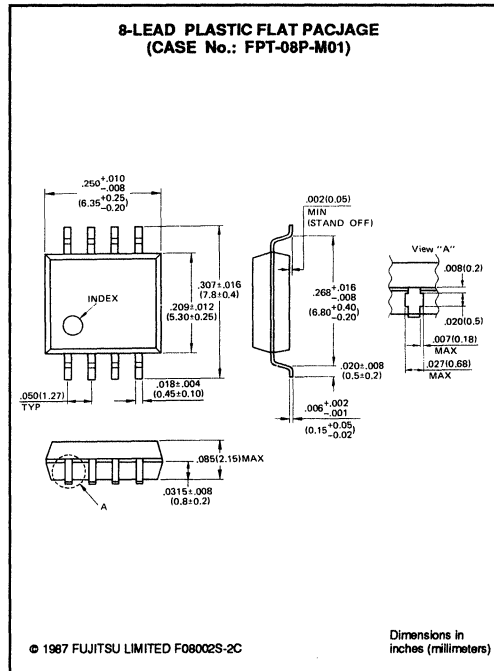 8-LEAD PLASTIC FLAT PACJAGE
(CASE No.: FPT-08P-M01)
.250 +.010 -.008
(6.35 +0.25 -0.20)
.002(0.05)
MIN
(STAND OFF)
View "A"
.008(0.2)
.307±.016
(7.8±0.4)
.268 +.016 -.008
(6.80 +0.40 -0.20)
INDEX
.209±.012
(5.30±0.25)
.020(0.5)
.007(0.18)
MAX
.027(0.68)
MAX
.050(1.27)
TYP
.018±.004
(0.45±0.10)
.020±.008
(0.5±0.2)
.006 +.002 -.001
(0.15 +0.05 -0.02)
.085(2.15)MAX
.0315±.008
(0.8±0.2)
A
© 1987 FUJITSU LIMITED F08002S-2C
Dimensions in
inches (millimeters)